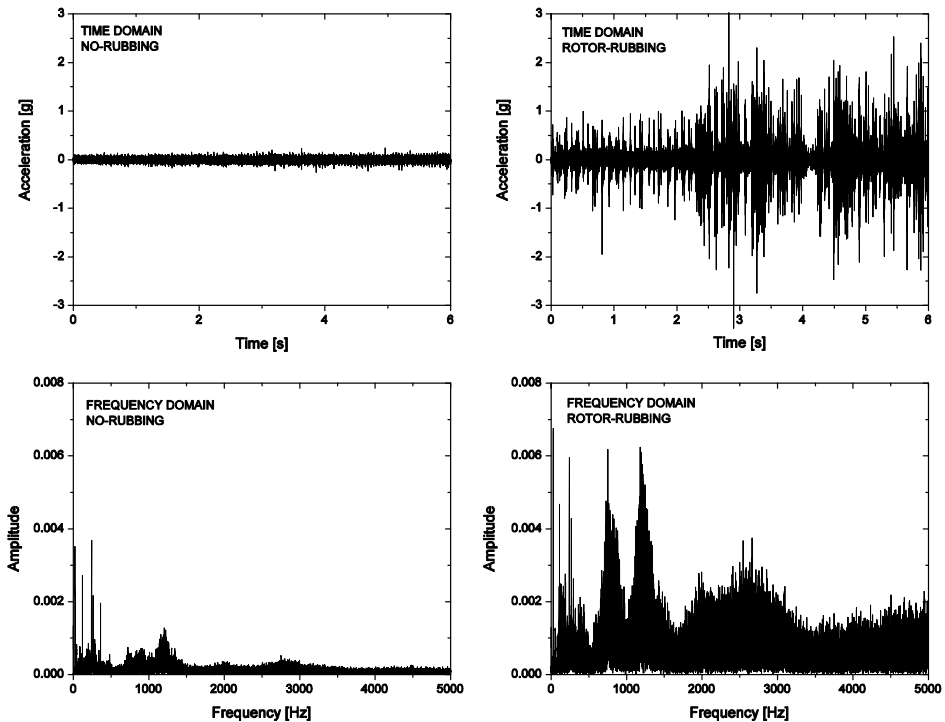 TIME DOMAIN
NO-RUBBING
3
2
1
0
-1
-2
-3
Acceleration [g]
0 2 4 6
Time [s]
TIME DOMAIN
ROTOR-RUBBING
3
2
1
0
-1
-2
-3
Acceleration [g]
0 1 2 3 4 5 6
Time [s]
FREQUENCY DOMAIN
NO-RUBBING
0.008
0.006
0.004
0.002
0.000
Amplitude
0 1000 2000 3000 4000 5000
Frequency [Hz]
FREQUENCY DOMAIN
ROTOR-RUBBING
0.008
0.006
0.004
0.002
0.000
Amplitude
0 1000 2000 3000 4000 5000
Frequency [Hz]